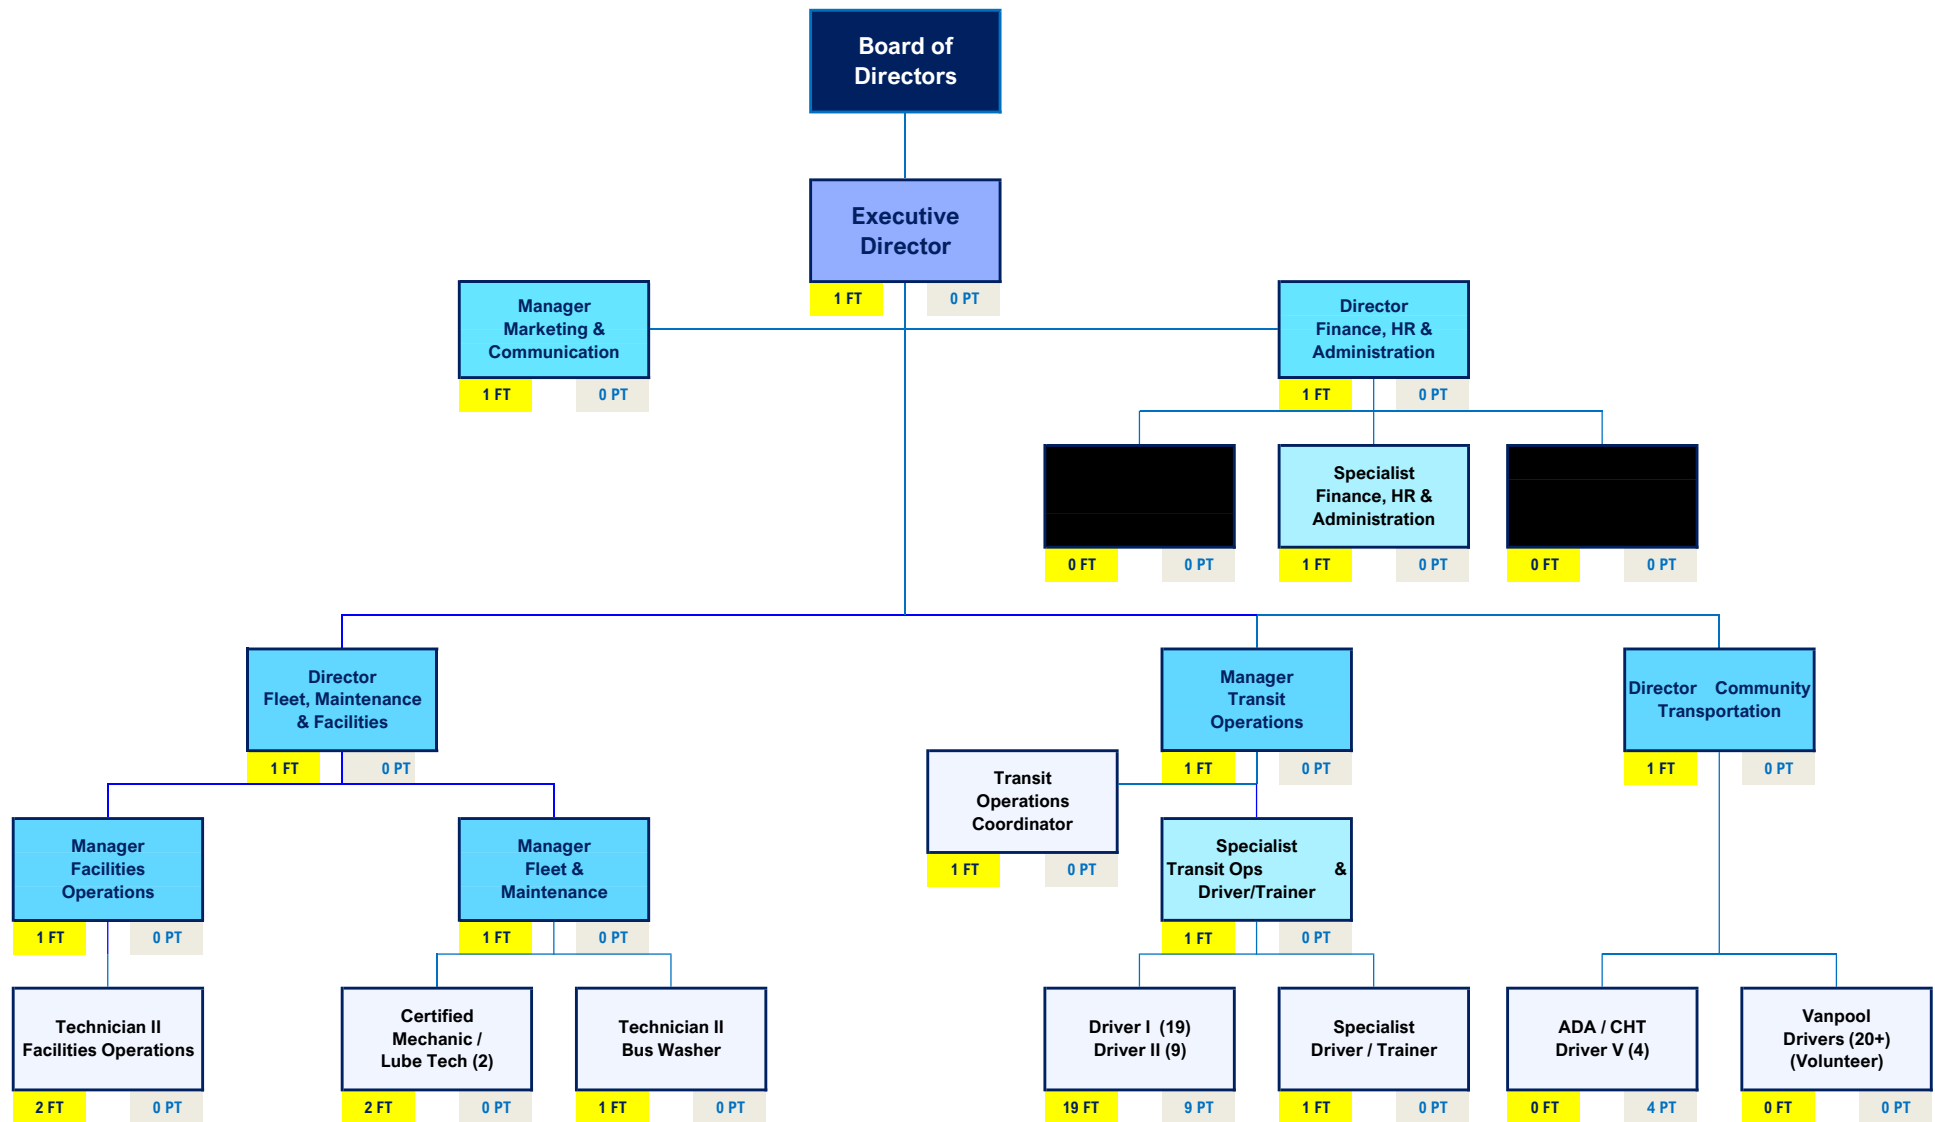 Board of
Directors
Executive
Director
1 FT
0 PT
Manager
Marketing &
Communication
1 FT
0 PT
Director
Finance, HR &
Administration
1 FT
0 PT
0 FT
0 PT
Specialist
Finance, HR &
Administration
1 FT
0 PT
0 FT
0 PT
Director
Fleet, Maintenance
& Facilities
1 FT
0 PT
Manager
Transit
Operations
1 FT
0 PT
Director Community
Transportation
1 FT
0 PT
Transit
Operations
Coordinator
1 FT
0 PT
Manager
Facilities
Operations
1 FT
0 PT
Manager
Fleet &
Maintenance
1 FT
0 PT
Specialist
Transit Ops &
Driver/Trainer
1 FT
0 PT
Technician II
Facilities Operations
2 FT
0 PT
Certified
Mechanic /
Lube Tech (2)
2 FT
0 PT
Technician II
Bus Washer
1 FT
0 PT
Driver I (19)
Driver II (9)
19 FT
9 PT
Specialist
Driver / Trainer
1 FT
0 PT
ADA / CHT
Driver V (4)
0 FT
4 PT
Vanpool
Drivers (20+)
(Volunteer)
0 FT
0 PT